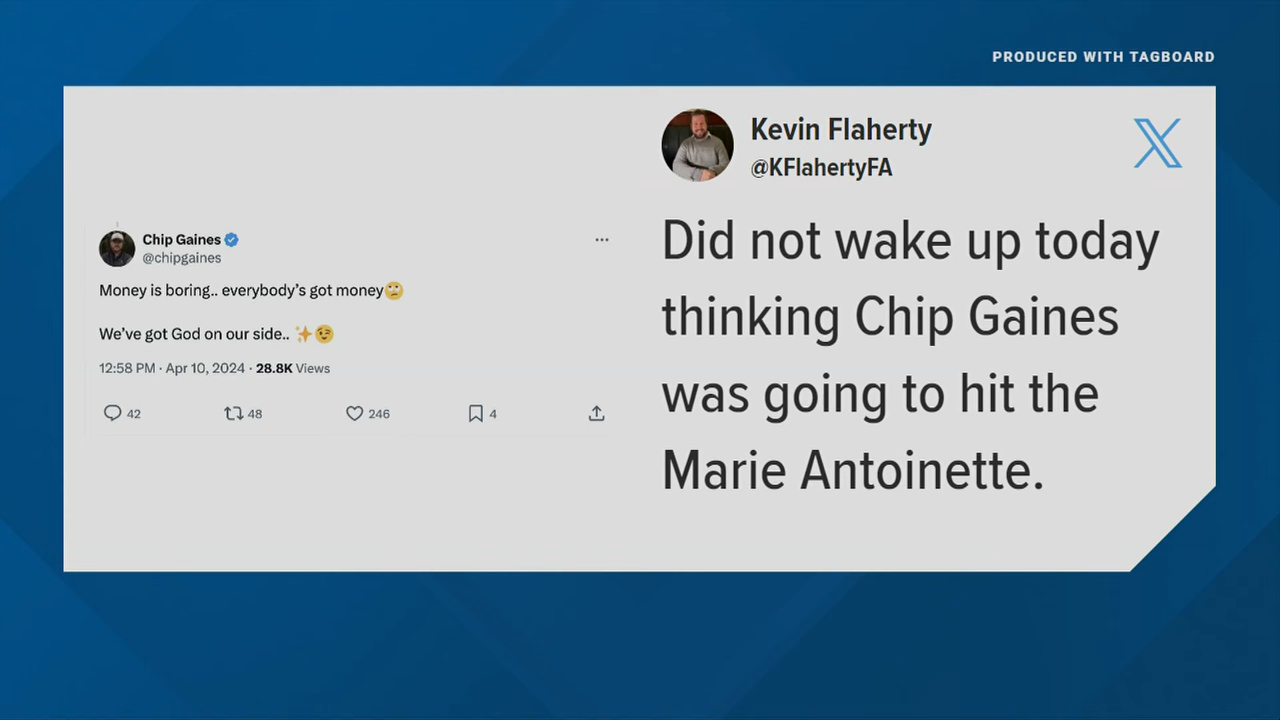 PRODUCED WITH TAGBOARD
Chip Gaines
@chipgaines
Money is boring.. everybody's got money🙄
We've got God on our side.. ✨😉
12:58 PM · Apr 10, 2024 · 28.8K Views
42 48 246 4
Kevin Flaherty
@KFlahertyFA
Did not wake up today
thinking Chip Gaines
was going to hit the
Marie Antoinette.